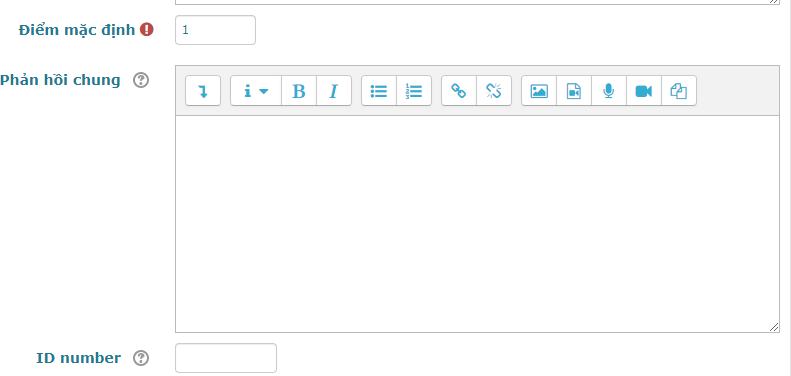 Điểm mặc định
1
Phản hồi chung
B I
ID number